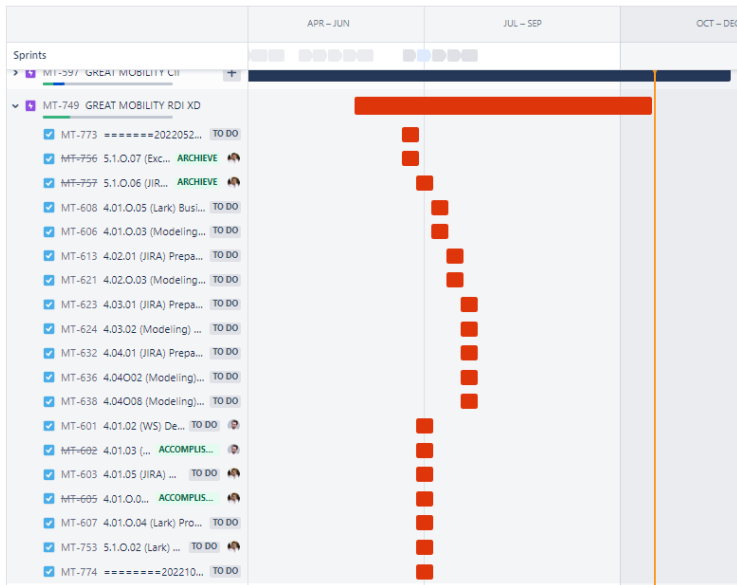 APR – JUN JUL – SEP OCT – DEC
Sprints
MT-597 GREAT MOBILITY CII +
MT-749 GREAT MOBILITY RDI XD
MT-773 =======2022052... TO DO
MT-756 5.1.O.07 (Exc... ARCHIEVE
MT-757 5.1.O.06 (JIR... ARCHIEVE
MT-608 4.01.O.05 (Lark) Busi... TO DO
MT-606 4.01.O.03 (Modeling... TO DO
MT-613 4.02.01 (JIRA) Prepa... TO DO
MT-621 4.02.O.03 (Modeling... TO DO
MT-623 4.03.01 (JIRA) Prepa... TO DO
MT-624 4.03.02 (Modeling) ... TO DO
MT-632 4.04.01 (JIRA) Prepa... TO DO
MT-636 4.04O02 (Modeling)... TO DO
MT-638 4.04O08 (Modeling)... TO DO
MT-601 4.01.02 (WS) De... TO DO
MT-602 4.01.03 (... ACCOMPLIS...
MT-603 4.01.05 (JIRA) ... TO DO
MT-605 4.01.O.0... ACCOMPLIS...
MT-607 4.01.O.04 (Lark) Pro... TO DO
MT-753 5.1.O.02 (Lark) ... TO DO
MT-774 ========202210... TO DO